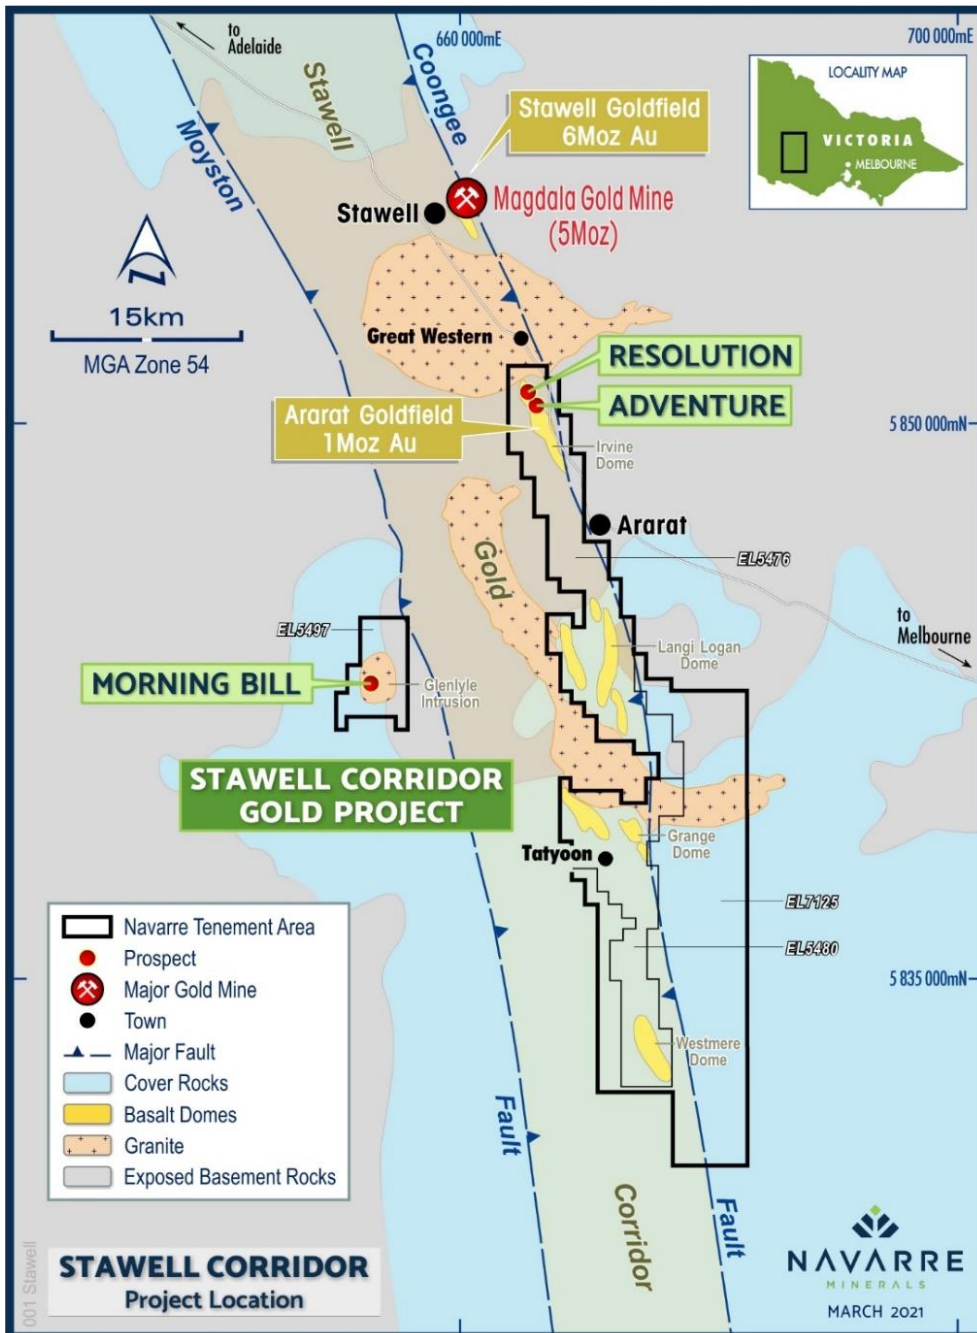 to
Adelaide
660 000mE
700 000mE
Stawell
Coongee
Moyston
Stawell Goldfield
6Moz Au
LOCALITY MAP
VICTORIA
MELBOURNE
Stawell
Magdala Gold Mine
(5Moz)
N
15km
MGA Zone 54
Great Western
RESOLUTION
ADVENTURE
Ararat Goldfield
1Moz Au
5 850 000mN
Irvine
Dome
Ararat
Gold
EL5476
to
Melbourne
EL5497
Langi Logan
Dome
MORNING BILL
Glenlyle
Intrusion
STAWELL CORRIDOR
GOLD PROJECT
Grange
Dome
Tatyoon
EL7125
EL5480
5 835 000mN
Westmere
Dome
Fault
Corridor
Fault
Navarre Tenement Area
Prospect
Major Gold Mine
Town
Major Fault
Cover Rocks
Basalt Domes
Granite
Exposed Basement Rocks
STAWELL CORRIDOR
Project Location
001 Stawell
NAVARRE
MINERALS
MARCH 2021